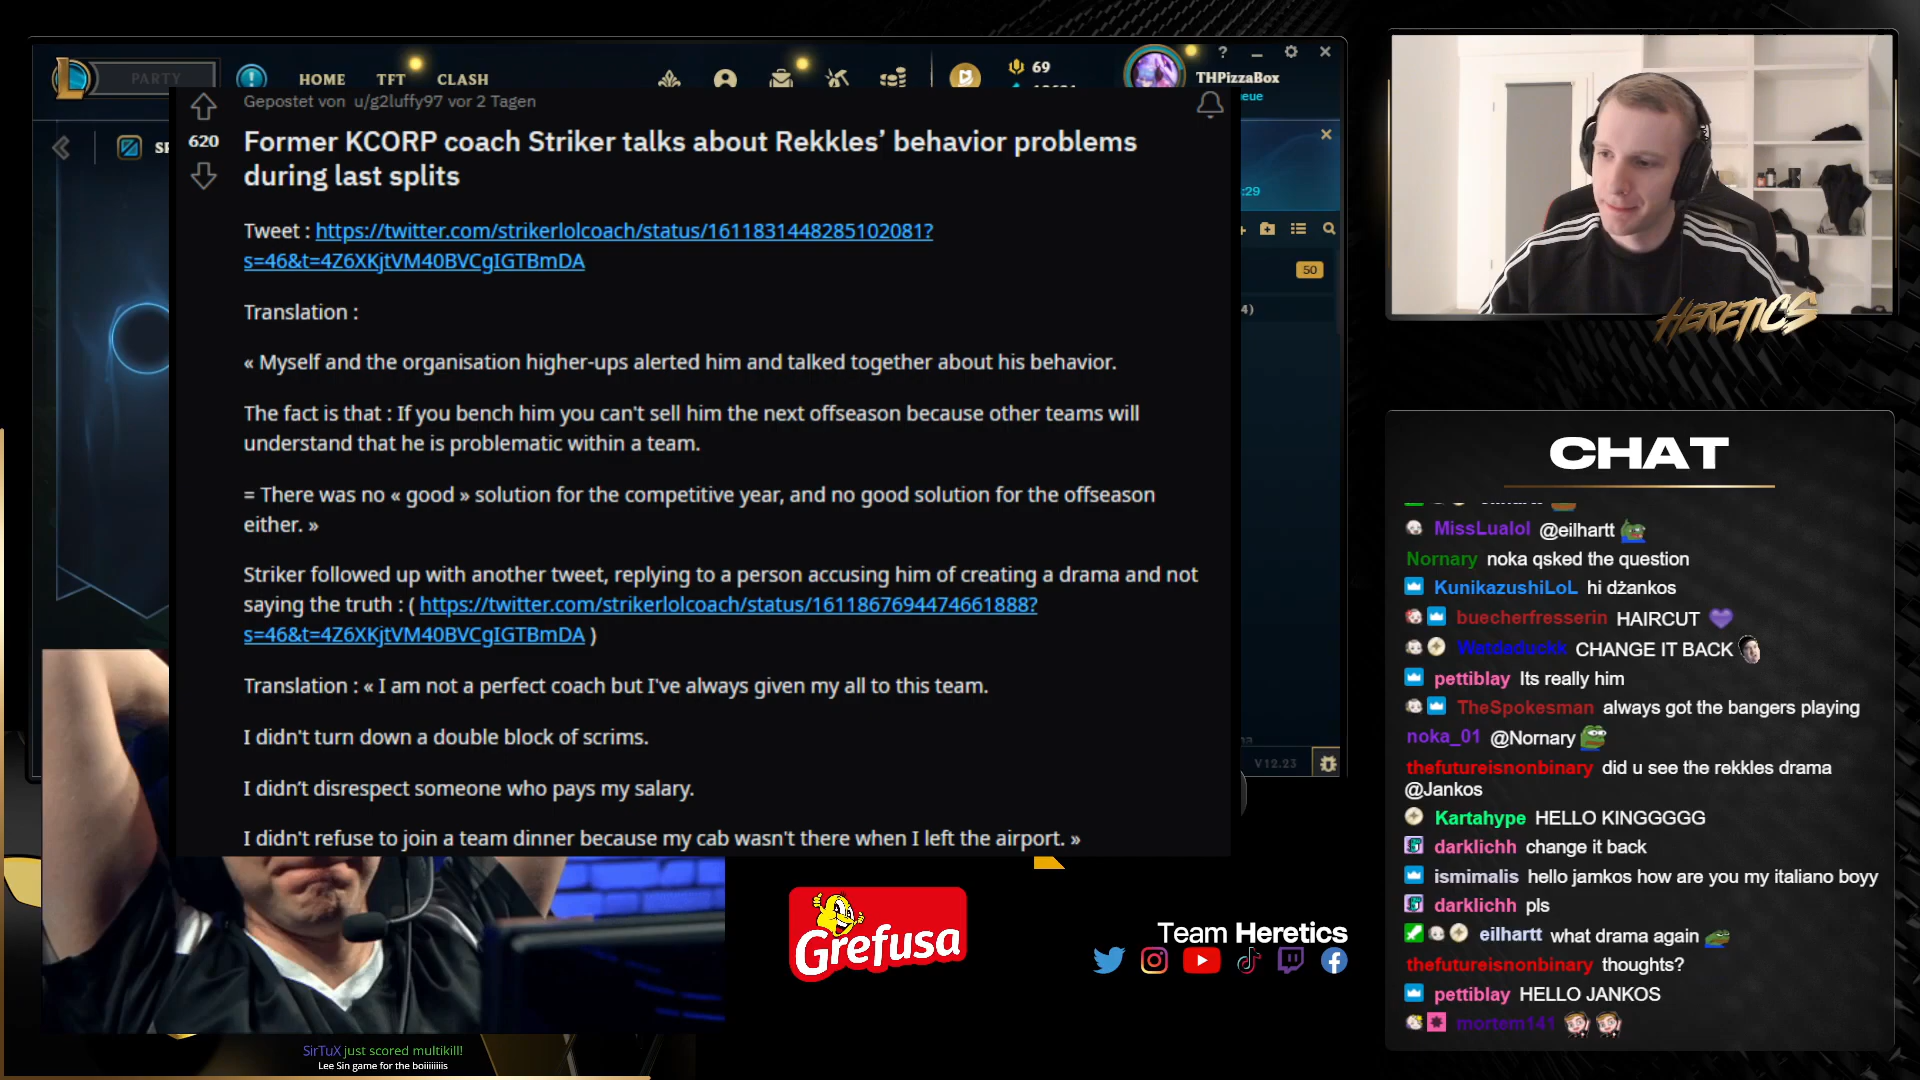 PARTY
HOME
TFT
CLASH
69
?
THPizzaBox
eue
Gepostet von u/g2luffy97 vor 2 Tagen
620
Former KCORP coach Striker talks about Rekkles’ behavior problems
during last splits
Tweet : https://twitter.com/strikerlolcoach/status/1611831448285102081?
s=46&t=4Z6XKjtVM40BVCgIGTBmDA
Translation :
« Myself and the organisation higher-ups alerted him and talked together about his behavior.
The fact is that : If you bench him you can't sell him the next offseason because other teams will
understand that he is problematic within a team.
= There was no « good » solution for the competitive year, and no good solution for the offseason
either. »
Striker followed up with another tweet, replying to a person accusing him of creating a drama and not
saying the truth : ( https://twitter.com/strikerlolcoach/status/1611867694474661888?
s=46&t=4Z6XKjtVM40BVCgIGTBmDA )
Translation : « I am not a perfect coach but I've always given my all to this team.
I didn't turn down a double block of scrims.
I didn’t disrespect someone who pays my salary.
I didn't refuse to join a team dinner because my cab wasn't there when I left the airport. »
SF
:29
50
4)
V12.23
HERETICS
CHAT
MissLualol @eilhartt
Nornary noka qsked the question
KunikazushiLoL hi dżankos
buecherfresserin HAIRCUT
Watdaduckk CHANGE IT BACK
pettiblay Its really him
TheSpokesman always got the bangers playing
noka_01 @Nornary
thefutureisnonbinary did u see the rekkles drama
@Jankos
Kartahype HELLO KINGGGGG
darklichh change it back
ismimalis hello jamkos how are you my italiano boyy
darklichh pls
eilhartt what drama again
thefutureisnonbinary thoughts?
pettiblay HELLO JANKOS
mortem141
Grefusa
Team Heretics
SirTuX just scored multikill!
Lee Sin game for the boiiiiiiiis